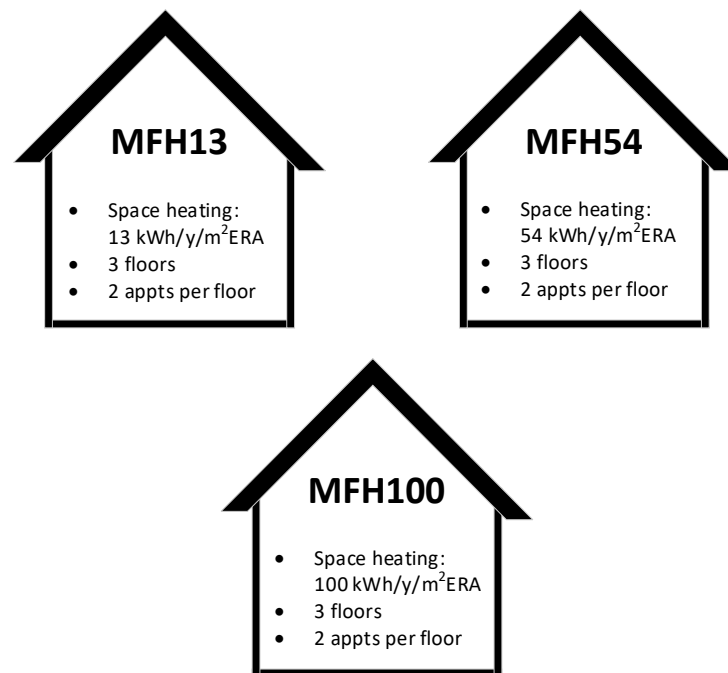 MFH13
• Space heating:
13 kWh/y/m²ERA
• 3 floors
• 2 appts per floor
MFH54
• Space heating:
54 kWh/y/m²ERA
• 3 floors
• 2 appts per floor
MFH100
• Space heating:
100 kWh/y/m²ERA
• 3 floors
• 2 appts per floor